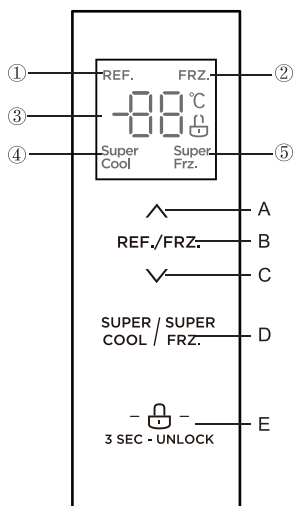 ① REF. FRZ. ②
③ -88 °C
④ Super Super ⑤
Cool Frz.
A
REF./FRZ. B
C
SUPER / SUPER
COOL FRZ. D
- - E
3 SEC - UNLOCK